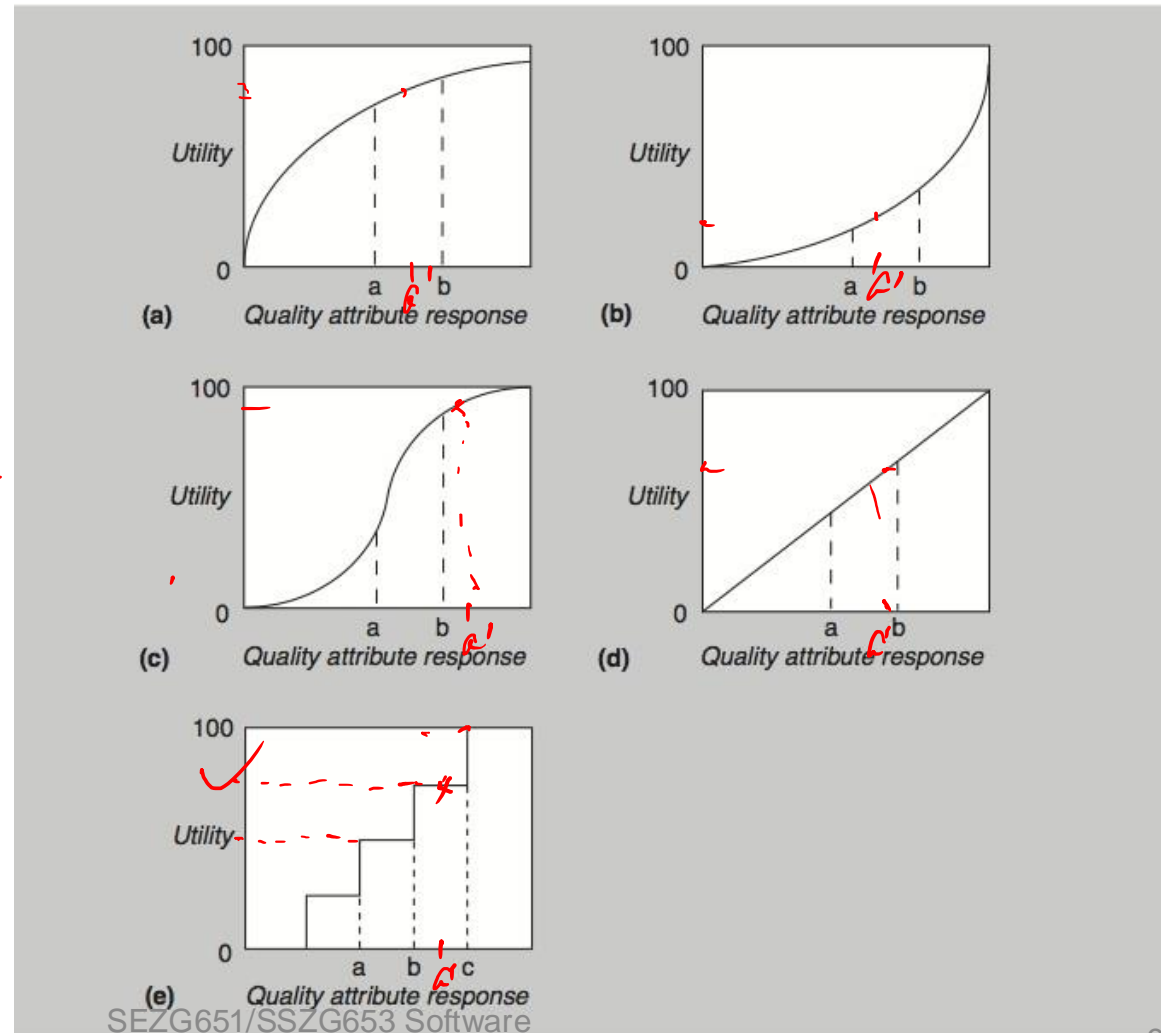 100 100
Utility Utility
0 0
a b a b
(a) Quality attribute response (b) Quality attribute response
100 100
Utility Utility
0 0
a b a b
(c) Quality attribute response (d) Quality attribute response
100
Utility
0
a b c
(e) Quality attribute response
SEZG651/SSZG653 Software